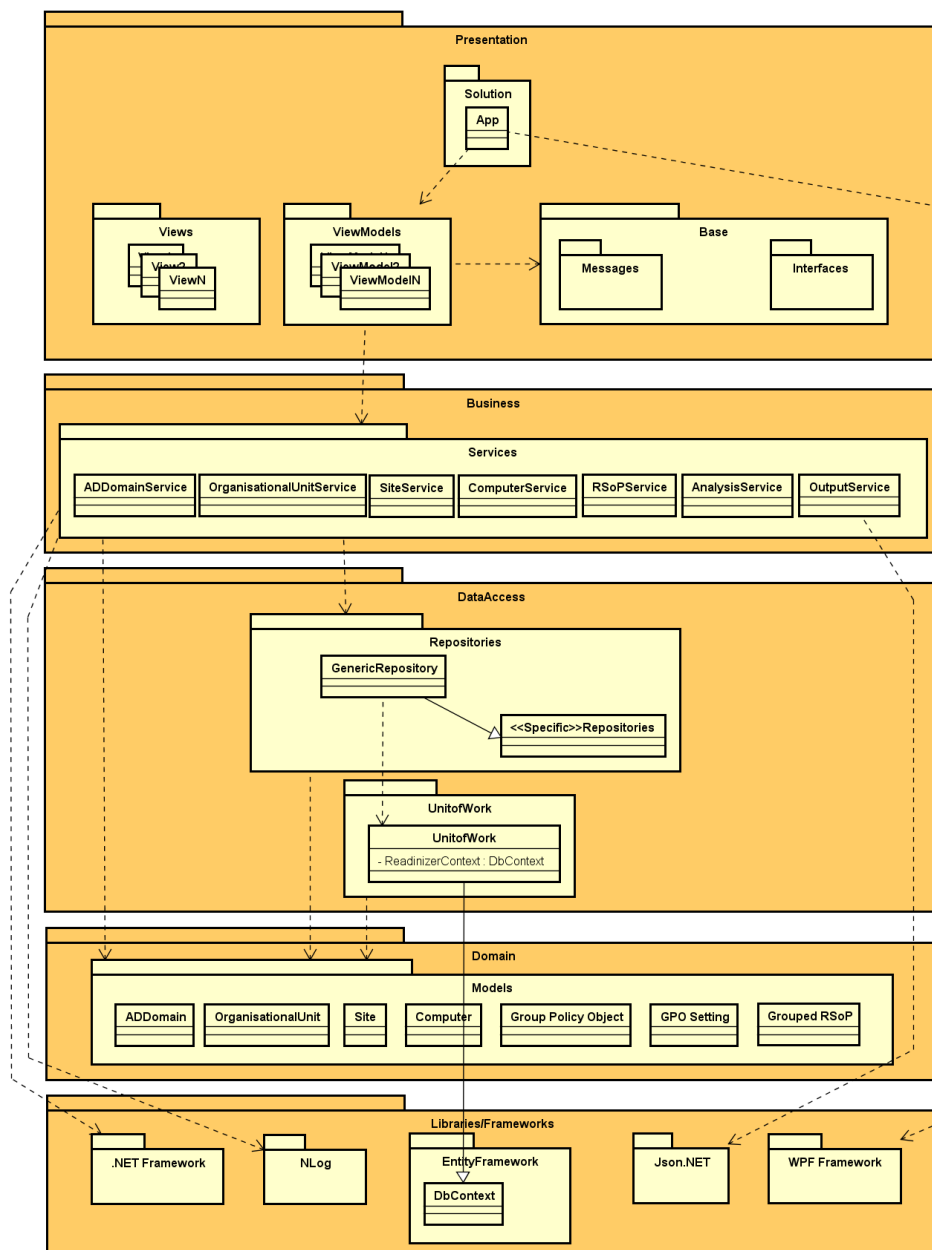 Presentation
Solution
App
Views
ViewN
ViewModels
ViewModelN
Base
Messages
Interfaces
Business
Services
ADDomainService
OrganisationalUnitService
SiteService
ComputerService
RSoPService
AnalysisService
OutputService
DataAccess
Repositories
GenericRepository
<<Specific>>Repositories
UnitofWork
UnitofWork
- ReadinizerContext : DbContext
Domain
Models
ADDomain
OrganisationalUnit
Site
Computer
Group Policy Object
GPO Setting
Grouped RSoP
Libraries/Frameworks
.NET Framework
NLog
EntityFramework
DbContext
Json.NET
WPF Framework